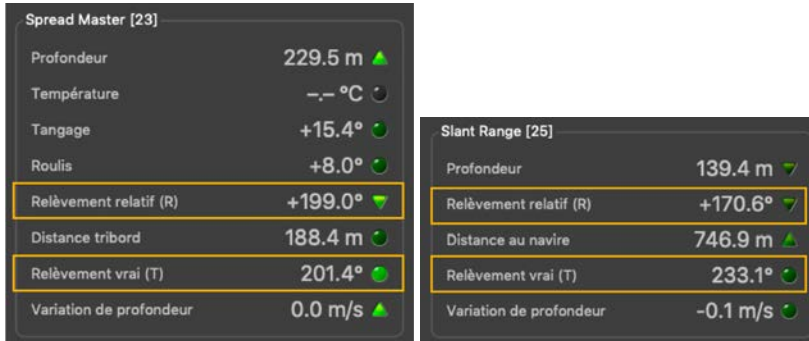 Spread Master [23]
Profondeur 229.5 m
Température -.-- °C
Tangage +15.4°
Roulis +8.0°
Relèvement relatif (R) +199.0°
Distance tribord 188.4 m
Relèvement vrai (T) 201.4°
Variation de profondeur 0.0 m/s
Slant Range [25]
Profondeur 139.4 m
Relèvement relatif (R) +170.6°
Distance au navire 746.9 m
Relèvement vrai (T) 233.1°
Variation de profondeur -0.1 m/s